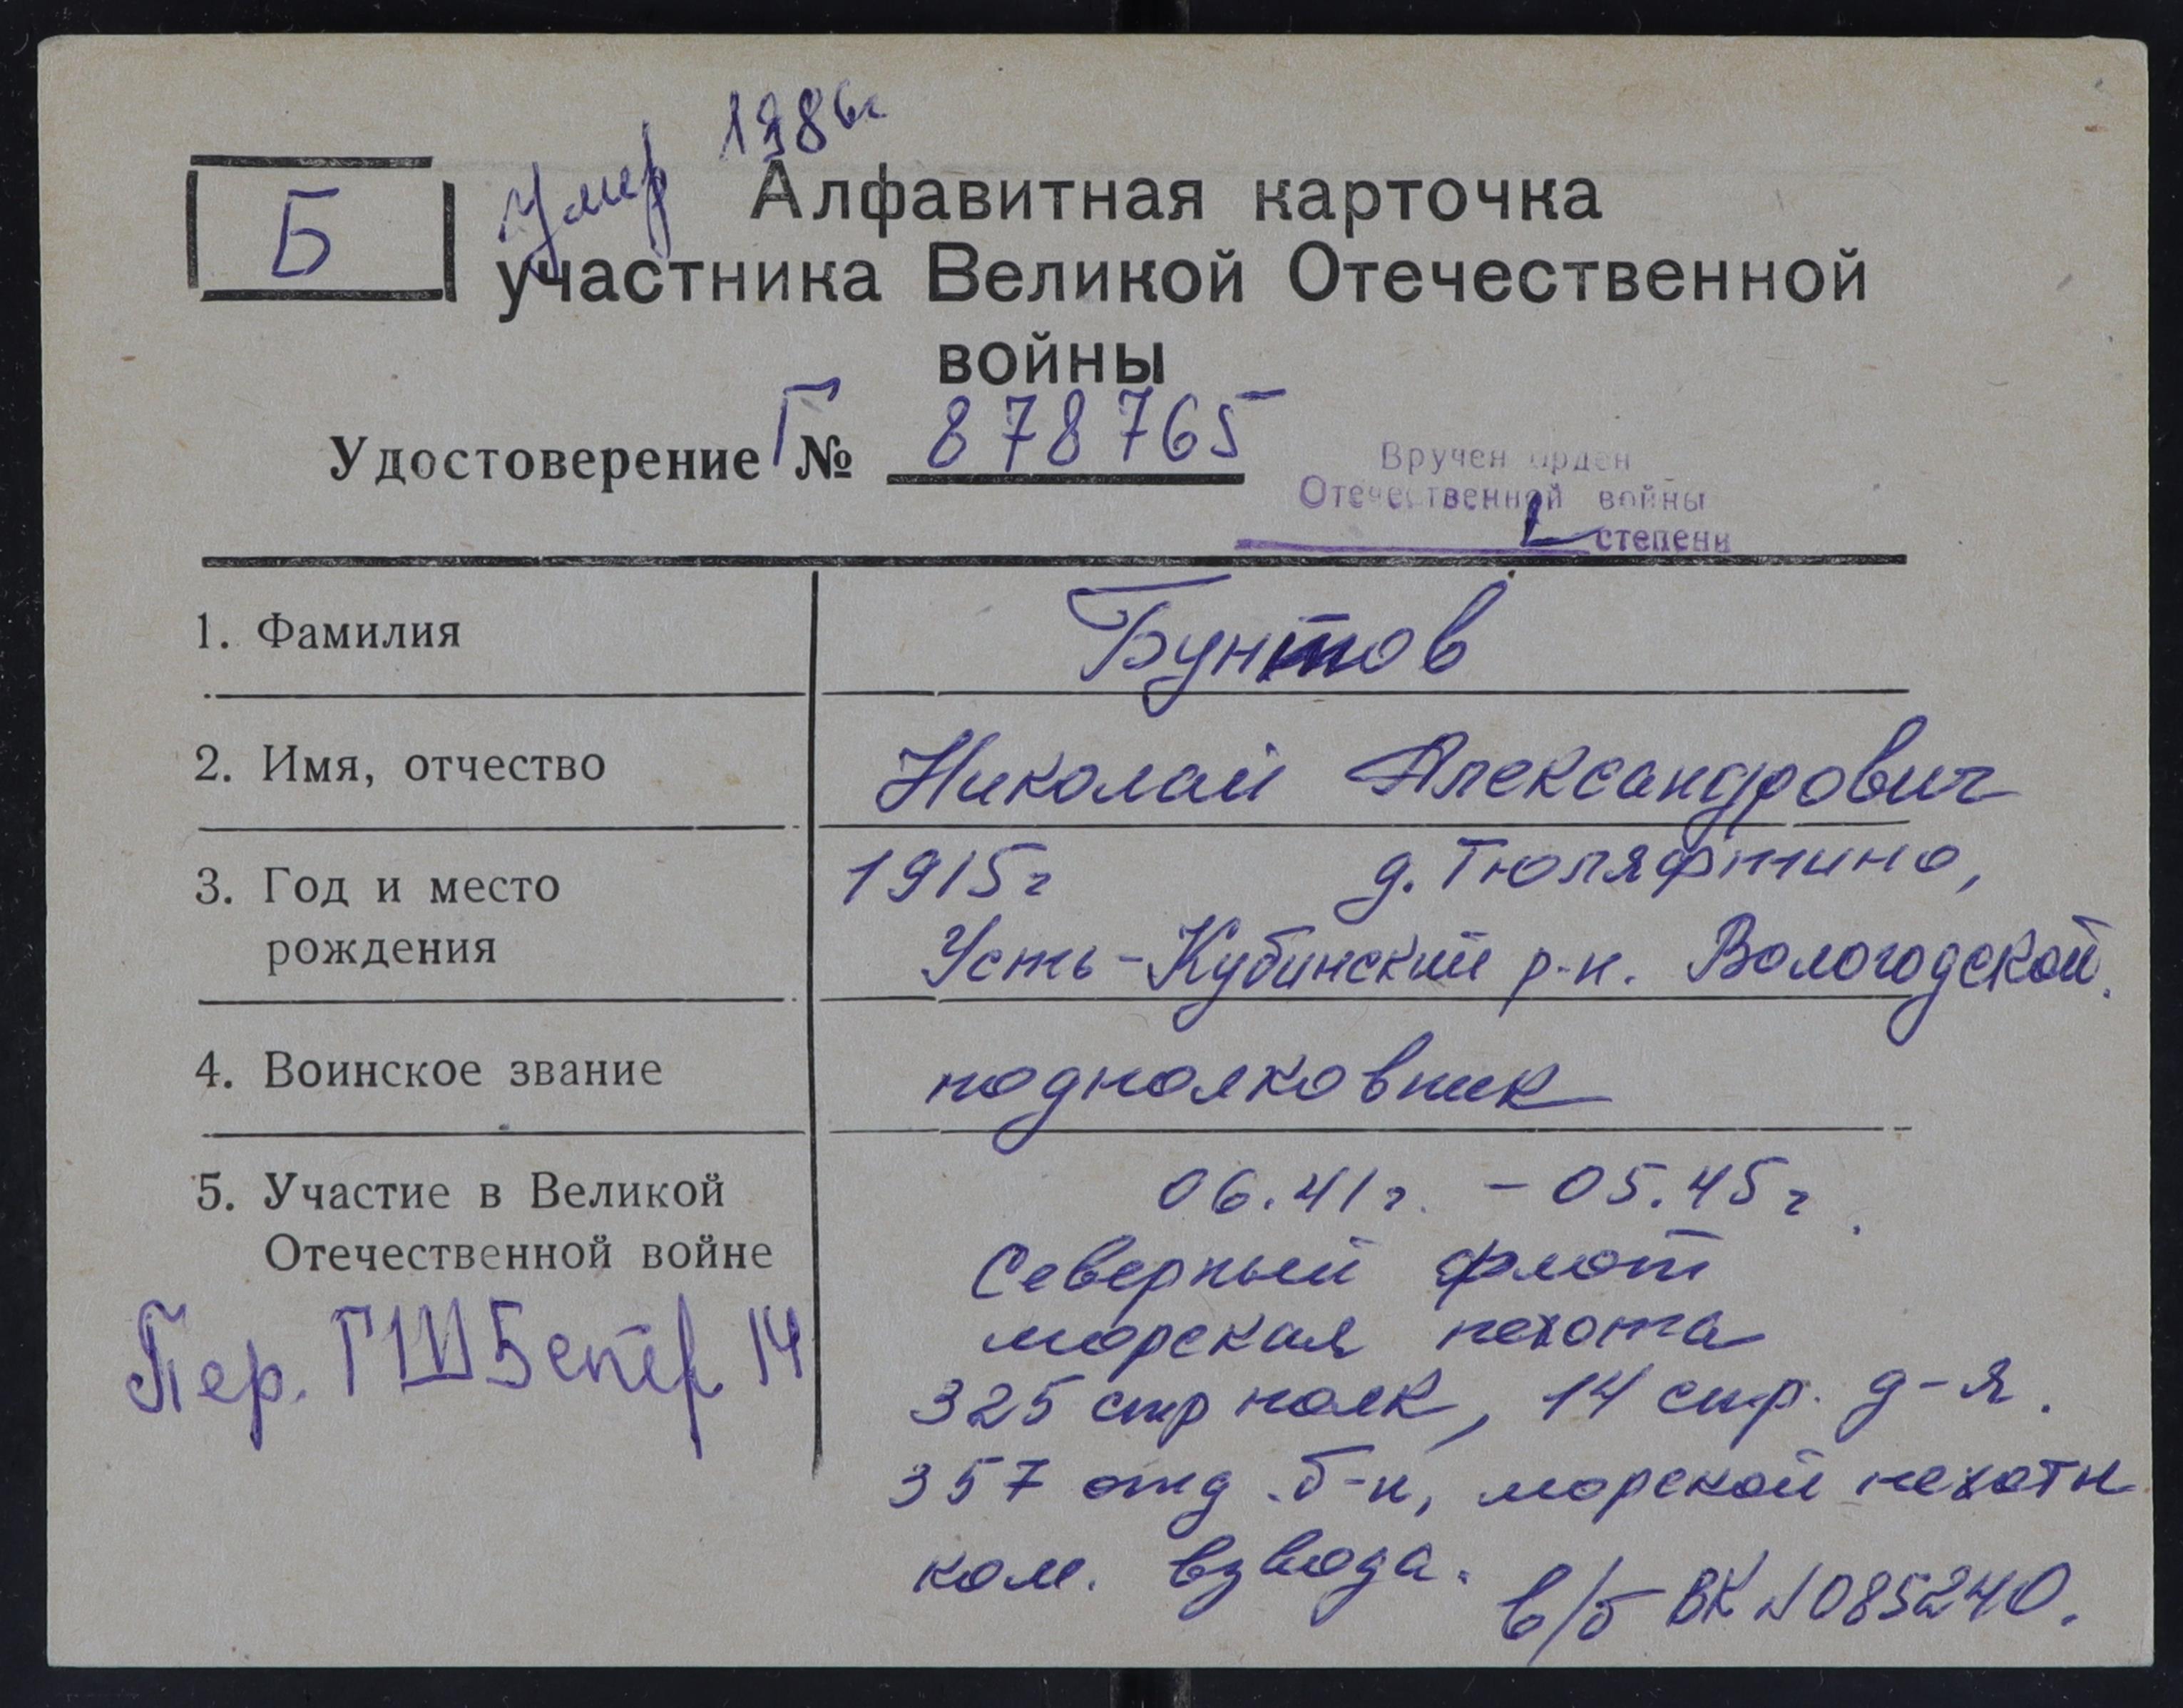 Умер 1986г
Б
Алфавитная карточка
участника Великой Отечественной
войны
Удостоверение Г № 878765
Вручен орден
Отечественной войны
I степени
1. Фамилия
Бунтов
2. Имя, отчество
Николай Александрович
3. Год и место
рождения
1915г д. Тюляфтино,
Усть-Кубинский р-н. Вологодской.
4. Воинское звание
подполковник
5. Участие в Великой
Отечественной войне
06.41г. - 05.45г.
Северный флот
морская пехота
325 стр полк, 14 стр. д-я.
357 отд. б-н, морской пехоты
ком. взвода.
в/б ВК №085240.
Пер. 14